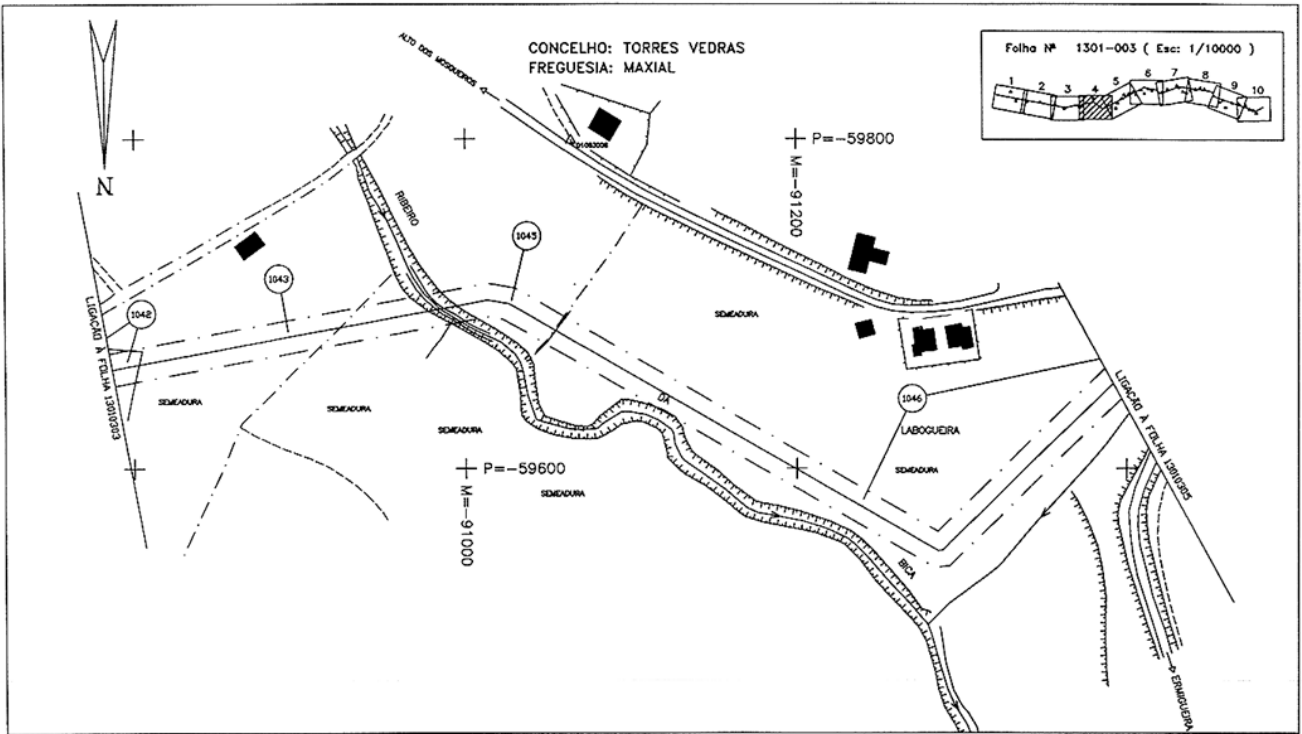 CONCELHO: TORRES VEDRAS
FREGUESIA: MAXIAL
Folha Nª 1301-003 ( Esc: 1/10000 )
1 2 3 4 5 6 7 8 9 10
ALTO DOS MOSQUEIROS
P=-59800
M=-91200
N
RIBEIRO
1045
1043
1042
LIGAÇÃO À FOLHA 13010303
SEMEADURA
SEMEADURA
SEMEADURA
SEMEADURA
DA
1046
LABOGUEIRA
SEMEADURA
LIGAÇÃO À FOLHA 13010305
P=-59600
M=-91000
SEMEADURA
BICA
ERMIGUEIRA